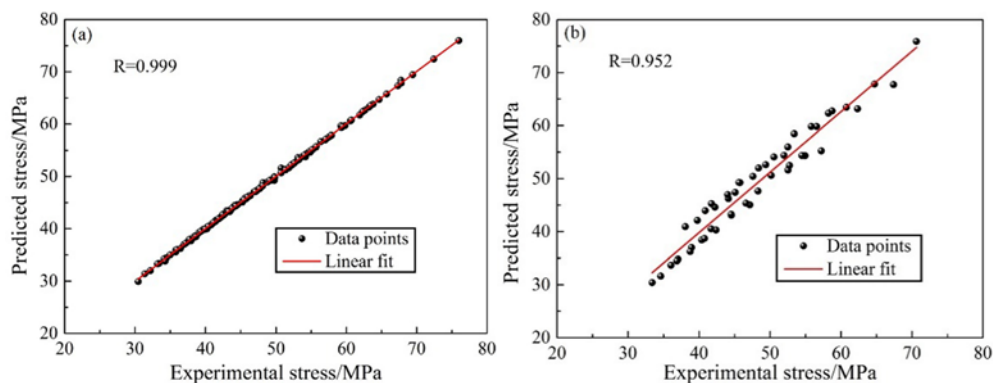 (a)
R=0.999
Data points
Linear fit
80
70
60
50
40
30
20
20 30 40 50 60 70 80
Predicted stress/MPa
Experimental stress/MPa
(b)
R=0.952
Data points
Linear fit
80
70
60
50
40
30
20
20 30 40 50 60 70 80
Predicted stress/MPa
Experimental stress/MPa